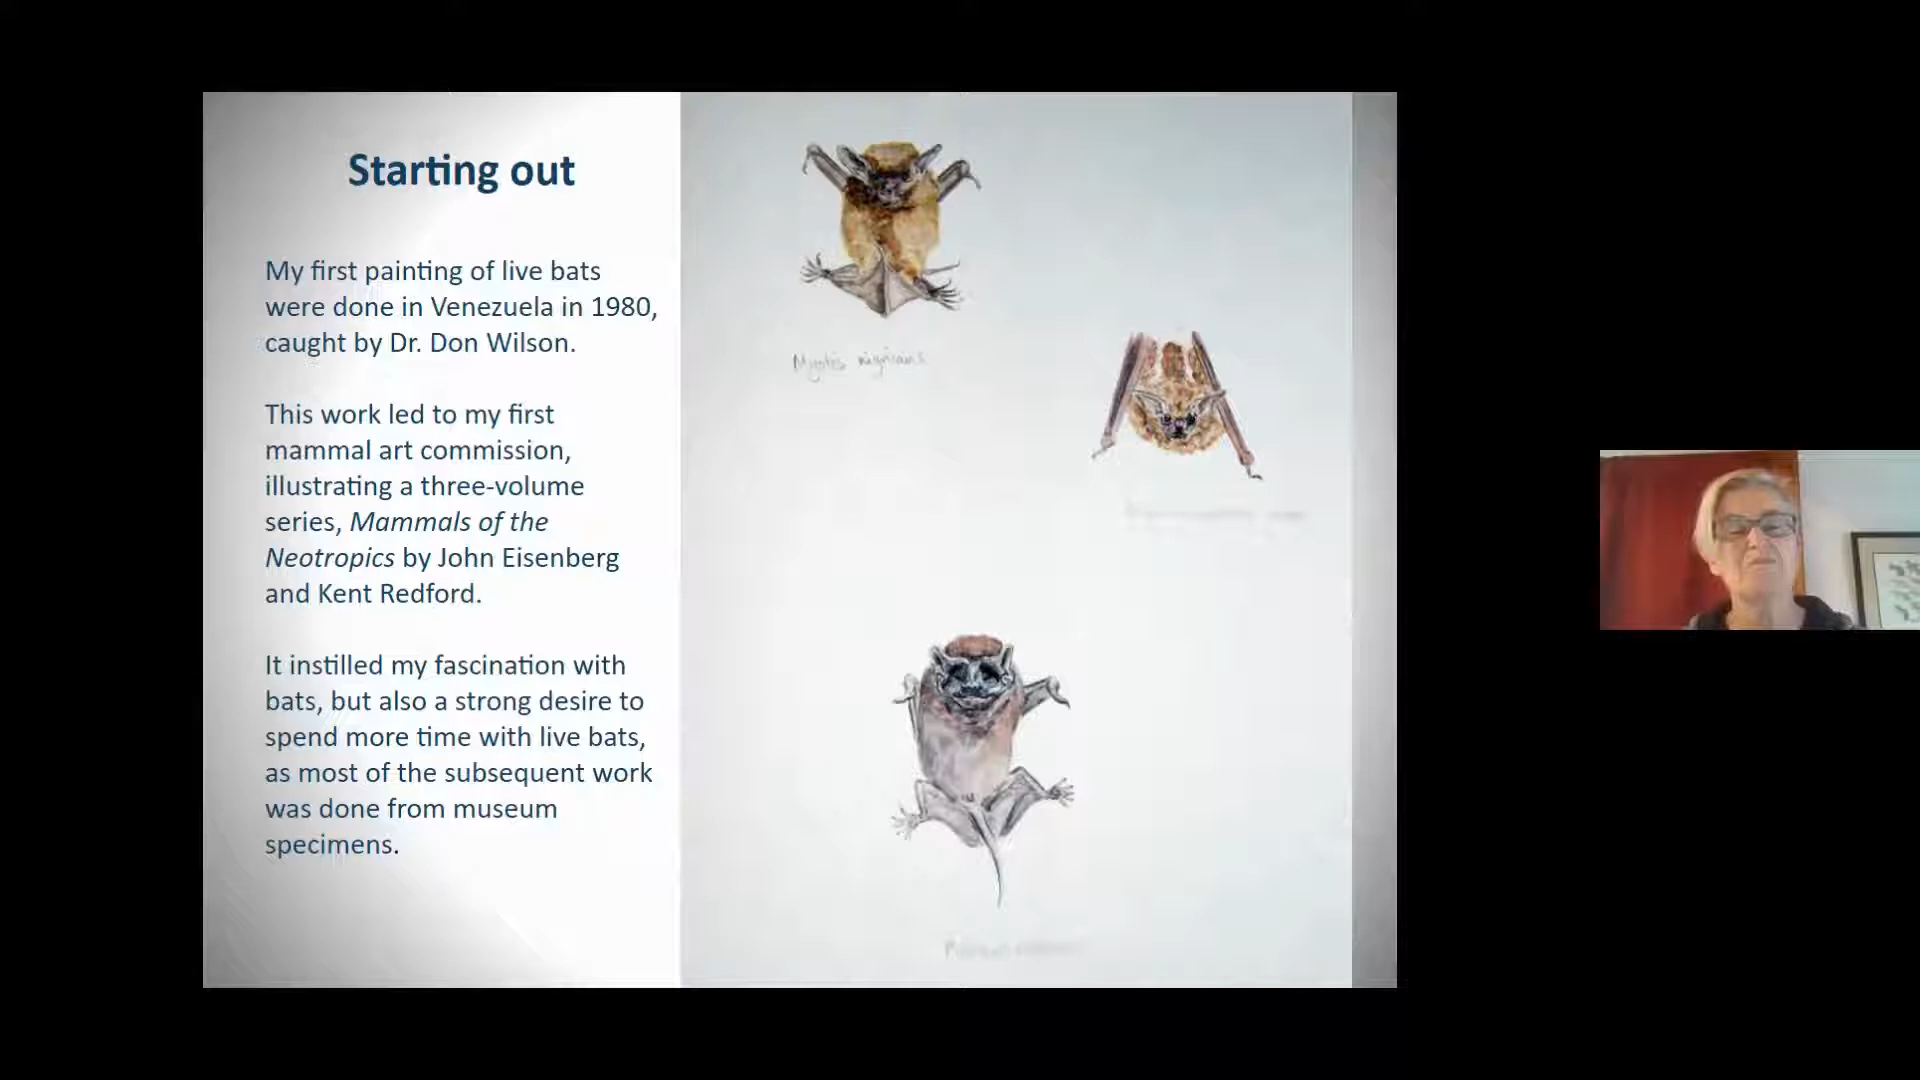 Starting out
My first painting of live bats
were done in Venezuela in 1980,
caught by Dr. Don Wilson.
This work led to my first
mammal art commission,
illustrating a three-volume
series, Mammals of the
Neotropics by John Eisenberg
and Kent Redford.
It instilled my fascination with
bats, but also a strong desire to
spend more time with live bats,
as most of the subsequent work
was done from museum
specimens.
Myotis nigricans